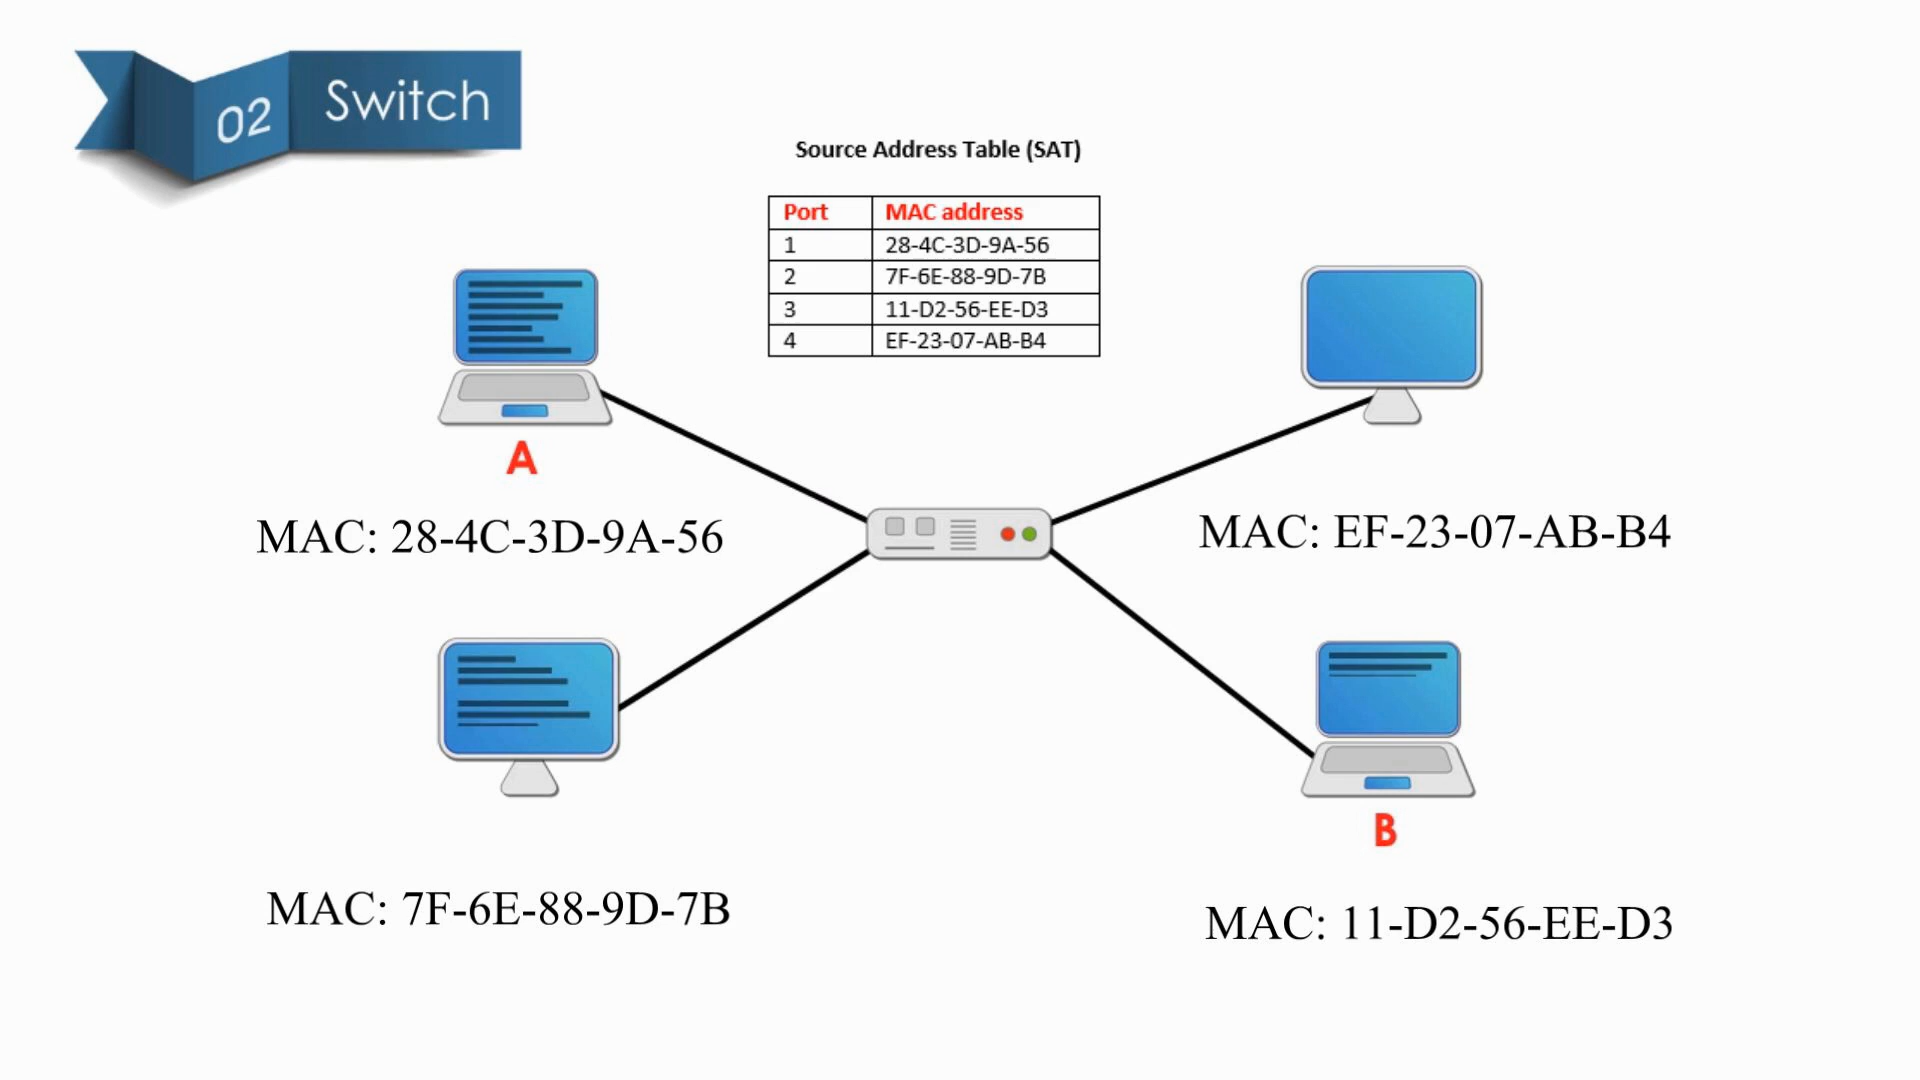 02 Switch
Source Address Table (SAT)
Port MAC address
1 28-4C-3D-9A-56
2 7F-6E-88-9D-7B
3 11-D2-56-EE-D3
4 EF-23-07-AB-B4
A
MAC: 28-4C-3D-9A-56
MAC: EF-23-07-AB-B4
B
MAC: 7F-6E-88-9D-7B
MAC: 11-D2-56-EE-D3